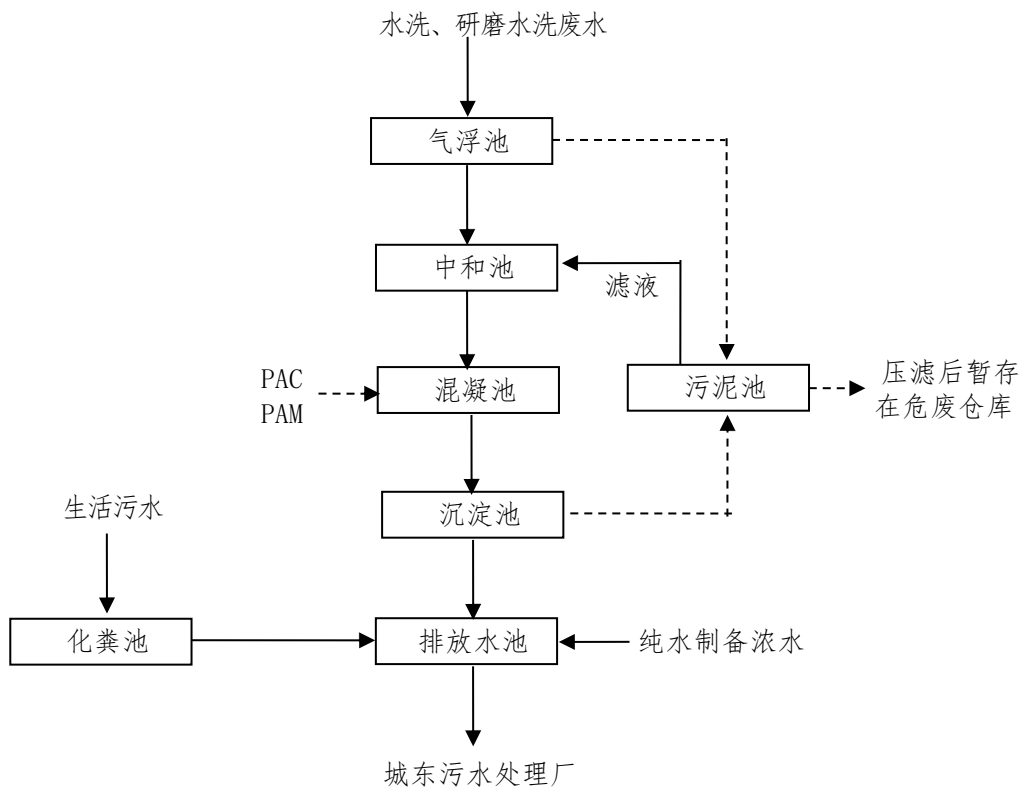 水洗、研磨水洗废水
气浮池
中和池
滤液
PAC
PAM
混凝池
污泥池
压滤后暂存
在危废仓库
生活污水
沉淀池
化粪池
排放水池
纯水制备浓水
城东污水处理厂